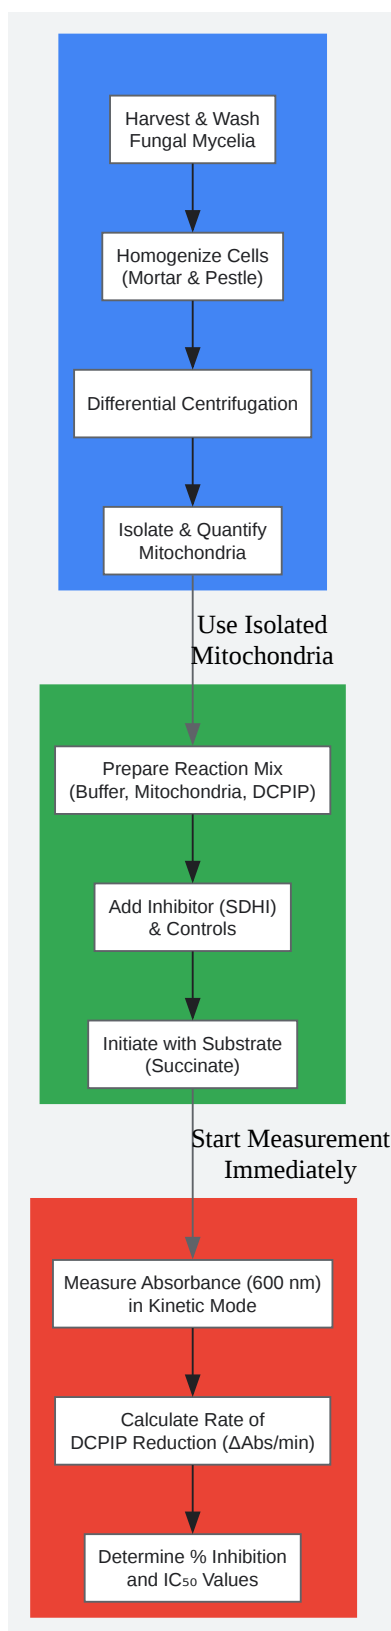 Harvest & Wash
Fungal Mycelia
Homogenize Cells
(Mortar & Pestle)
Differential Centrifugation
Isolate & Quantify
Mitochondria
Use Isolated
Mitochondria
Prepare Reaction Mix
(Buffer, Mitochondria, DCPIP)
Add Inhibitor (SDHI)
& Controls
Initiate with Substrate
(Succinate)
Start Measurement
Immediately
Measure Absorbance (600 nm)
in Kinetic Mode
Calculate Rate of
DCPIP Reduction (ΔAbs/min)
Determine % Inhibition
and IC₅₀ Values